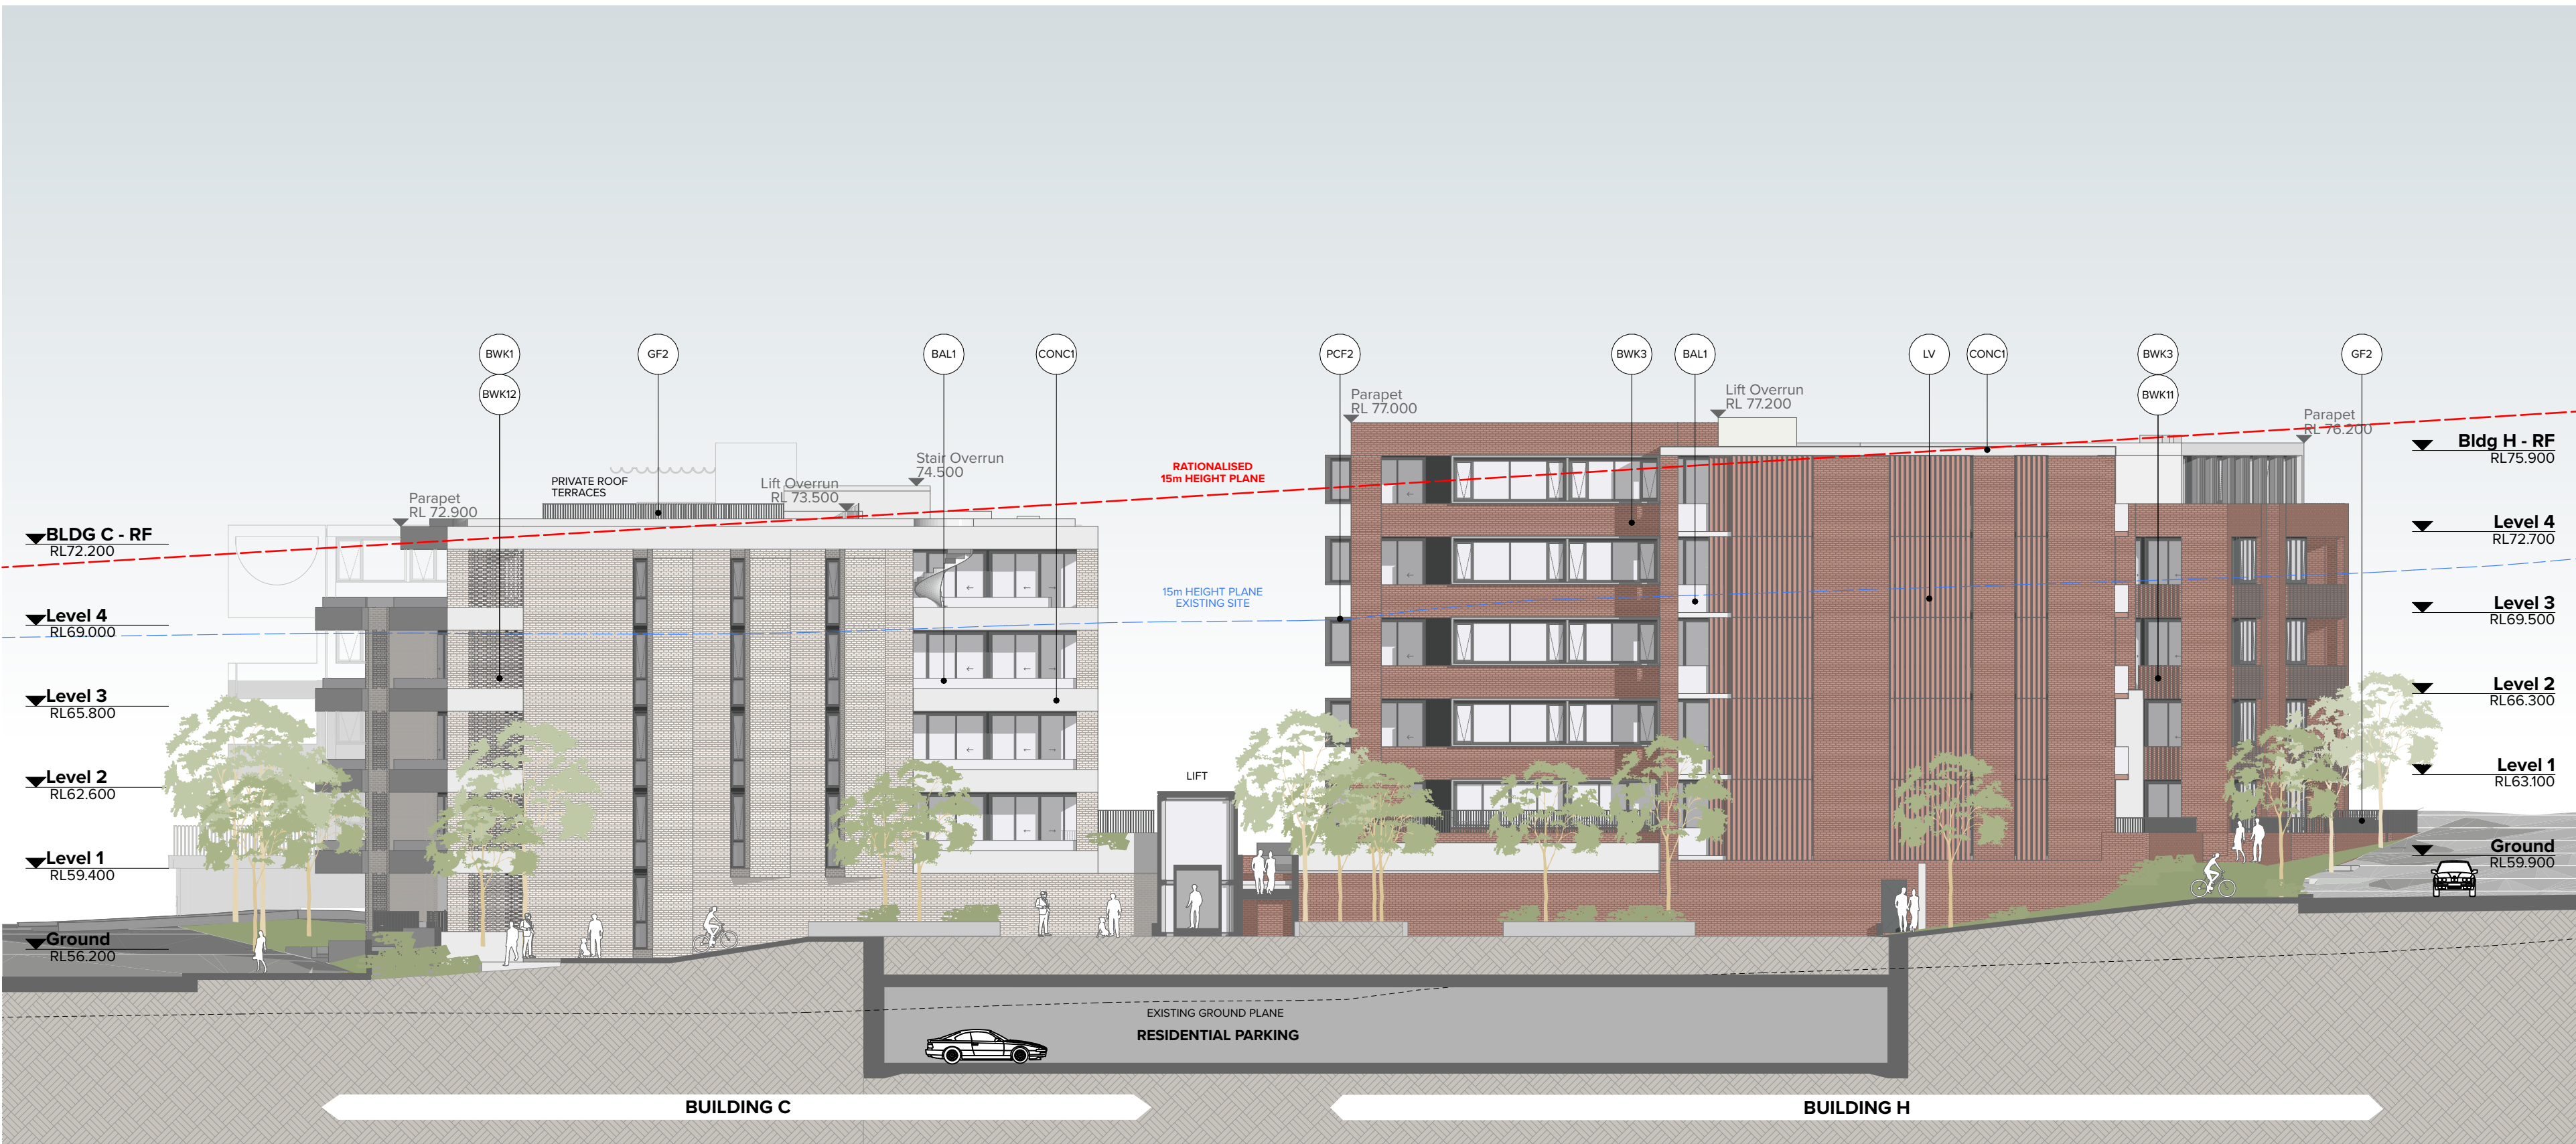 BWK1
BWK12
GF2
BAL1
CONC1
PCF2
BWK3
BAL1
LV
CONC1
BWK3
BWK11
GF2
Parapet
RL 72.900
PRIVATE ROOF
TERRACES
Lift Overrun
RL 73.500
Stair Overrun
74.500
RATIONALISED
15m HEIGHT PLANE
15m HEIGHT PLANE
EXISTING SITE
Parapet
RL 77.000
Lift Overrun
RL 77.200
Parapet
RL 76.200
BLDG C - RF
RL72.200
Level 4
RL69.000
Level 3
RL65.800
Level 2
RL62.600
Level 1
RL59.400
Ground
RL56.200
LIFT
Bldg H - RF
RL75.900
Level 4
RL72.700
Level 3
RL69.500
Level 2
RL66.300
Level 1
RL63.100
Ground
RL59.900
EXISTING GROUND PLANE
RESIDENTIAL PARKING
BUILDING C
BUILDING H